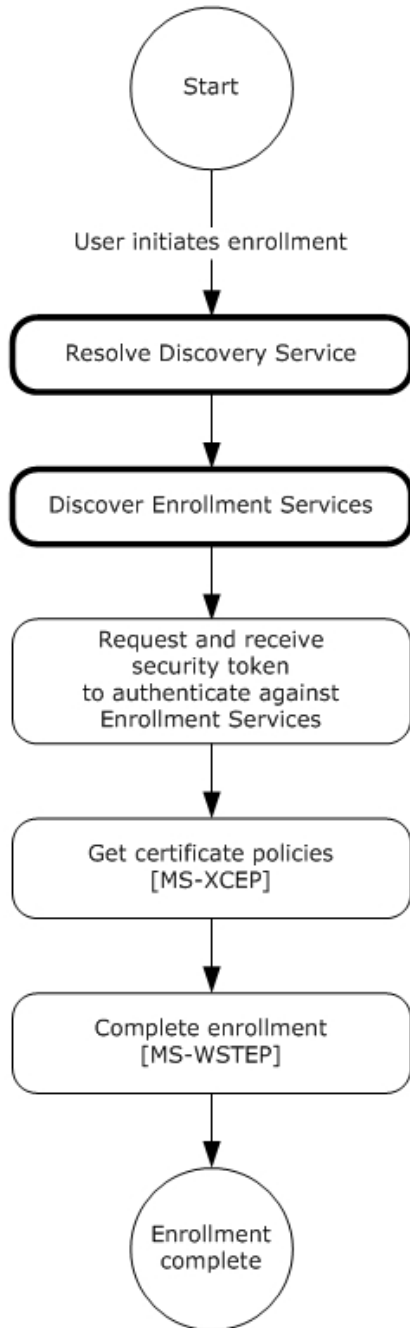 Start
User initiates enrollment
Resolve Discovery Service
Discover Enrollment Services
Request and receive
security token
to authenticate against
Enrollment Services
Get certificate policies
[MS-XCEP]
Complete enrollment
[MS-WSTEP]
Enrollment
complete